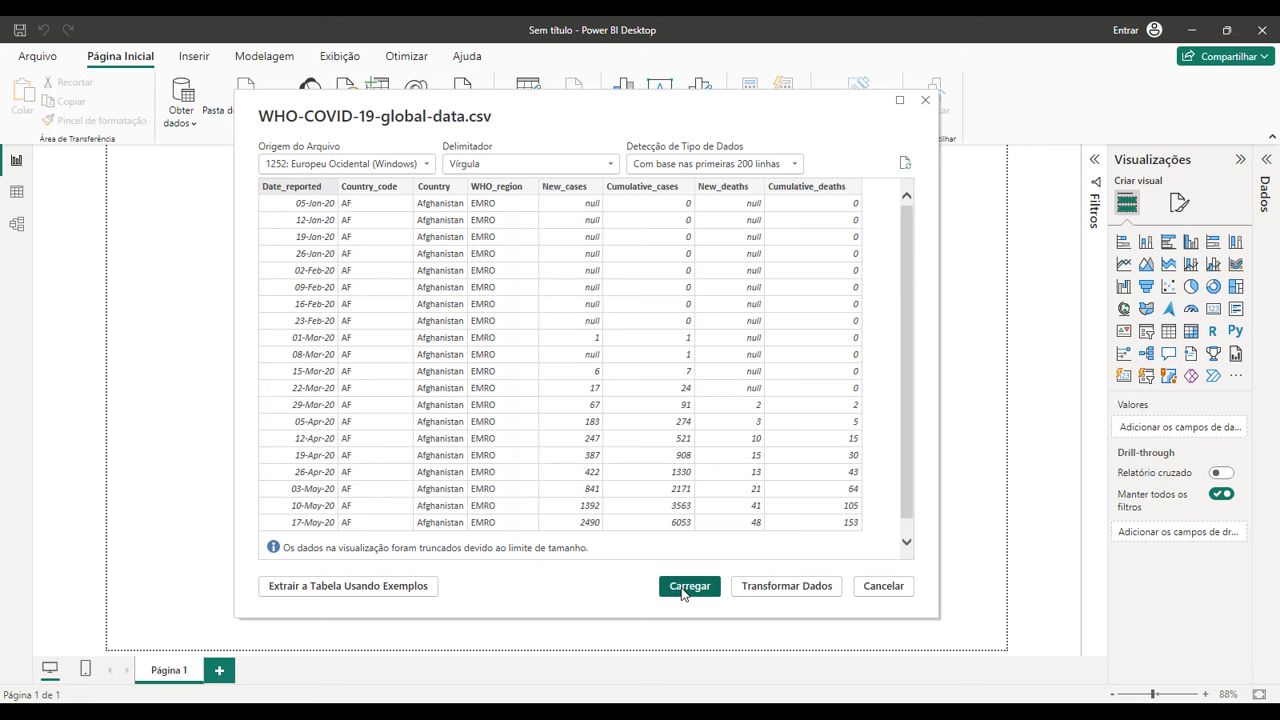 Sem título - Power BI Desktop
Entrar
Arquivo
Página Inicial
Inserir
Modelagem
Exibição
Otimizar
Ajuda
Compartilhar
Colar
Recortar
Copiar
Pincel de formatação
Área de Transferência
Obter dados
Pasta d
WHO-COVID-19-global-data.csv
Origem do Arquivo Delimitador Detecção de Tipo de Dados
1252: Europeu Ocidental (Windows) Vírgula Com base nas primeiras 200 linhas
Date_reported Country_code Country WHO_region New_cases Cumulative_cases New_deaths Cumulative_deaths
05-Jan-20 AF Afghanistan EMRO null 0 null 0
12-Jan-20 AF Afghanistan EMRO null 0 null 0
19-Jan-20 AF Afghanistan EMRO null 0 null 0
26-Jan-20 AF Afghanistan EMRO null 0 null 0
02-Feb-20 AF Afghanistan EMRO null 0 null 0
09-Feb-20 AF Afghanistan EMRO null 0 null 0
16-Feb-20 AF Afghanistan EMRO null 0 null 0
23-Feb-20 AF Afghanistan EMRO null 0 null 0
01-Mar-20 AF Afghanistan EMRO 1 1 null 0
08-Mar-20 AF Afghanistan EMRO null 1 null 0
15-Mar-20 AF Afghanistan EMRO 6 7 null 0
22-Mar-20 AF Afghanistan EMRO 17 24 null 0
29-Mar-20 AF Afghanistan EMRO 67 91 2 2
05-Apr-20 AF Afghanistan EMRO 183 274 3 5
12-Apr-20 AF Afghanistan EMRO 247 521 10 15
19-Apr-20 AF Afghanistan EMRO 387 908 15 30
26-Apr-20 AF Afghanistan EMRO 422 1330 13 43
03-May-20 AF Afghanistan EMRO 841 2171 21 64
10-May-20 AF Afghanistan EMRO 1392 3563 41 105
17-May-20 AF Afghanistan EMRO 2490 6053 48 153
Os dados na visualização foram truncados devido ao limite de tamanho.
Extrair a Tabela Usando Exemplos
Carregar
Transformar Dados
Cancelar
Filtros
Visualizações
Criar visual
R
Py
Valores
Adicionar os campos de da...
Drill-through
Relatório cruzado
Manter todos os
filtros
Adicionar os campos de dr...
Dados
Página 1
Página 1 de 1
88%